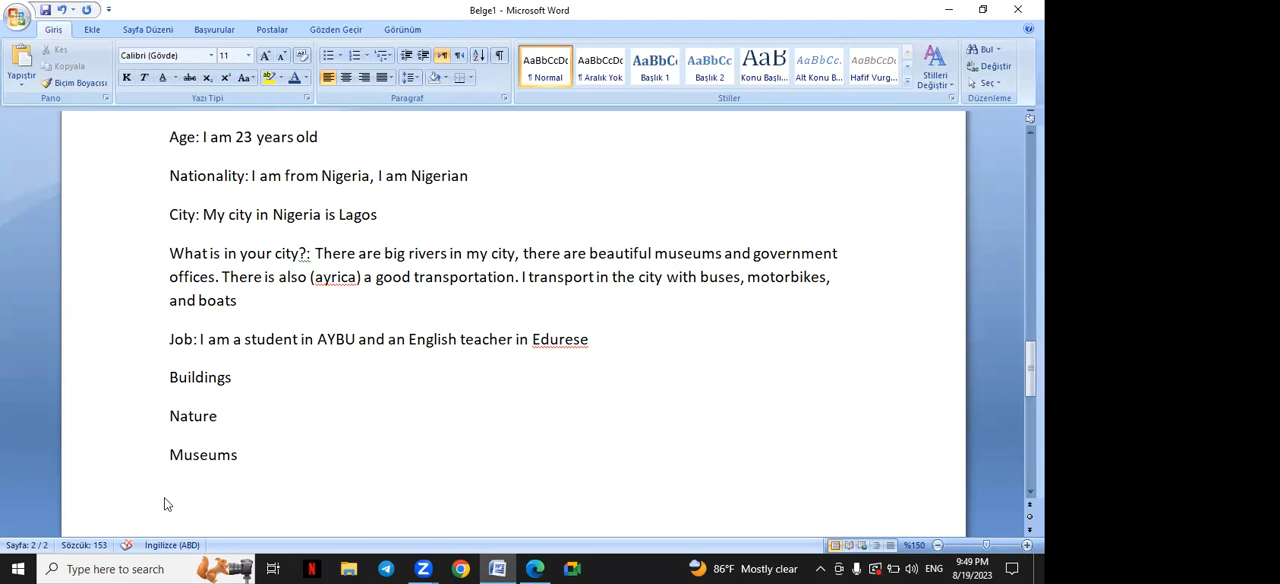 Belge1 - Microsoft Word
Giriş Ekle Sayfa Düzeni Başvurular Postalar Gözden Geçir Görünüm
Yapıştır
Kes
Kopyala
Biçim Boyacısı
Pano
Calibri (Gövde) 11
Yazı Tipi
Paragraf
AaBbCcDc AaBbCcDc AaBbCc AaBbCc AaB AaBbCc. AaBbCcDc
¶ Normal ¶ Aralık Yok Başlık 1 Başlık 2 Konu Başlı... Alt Konu B... Hafif Vurg...
Stilleri
Değiştir
Stiller
Bul
Değiştir
Seç
Düzenleme
Age: I am 23 years old
Nationality: I am from Nigeria, I am Nigerian
City: My city in Nigeria is Lagos
What is in your city?: There are big rivers in my city, there are beautiful museums and government
offices. There is also (ayrica) a good transportation. I transport in the city with buses, motorbikes,
and boats
Job: I am a student in AYBU and an English teacher in Edurese
Buildings
Nature
Museums
Sayfa: 2 / 2 Sözcük: 153 İngilizce (ABD) %150
Type here to search
86°F Mostly clear
ENG
9:49 PM
8/19/2023